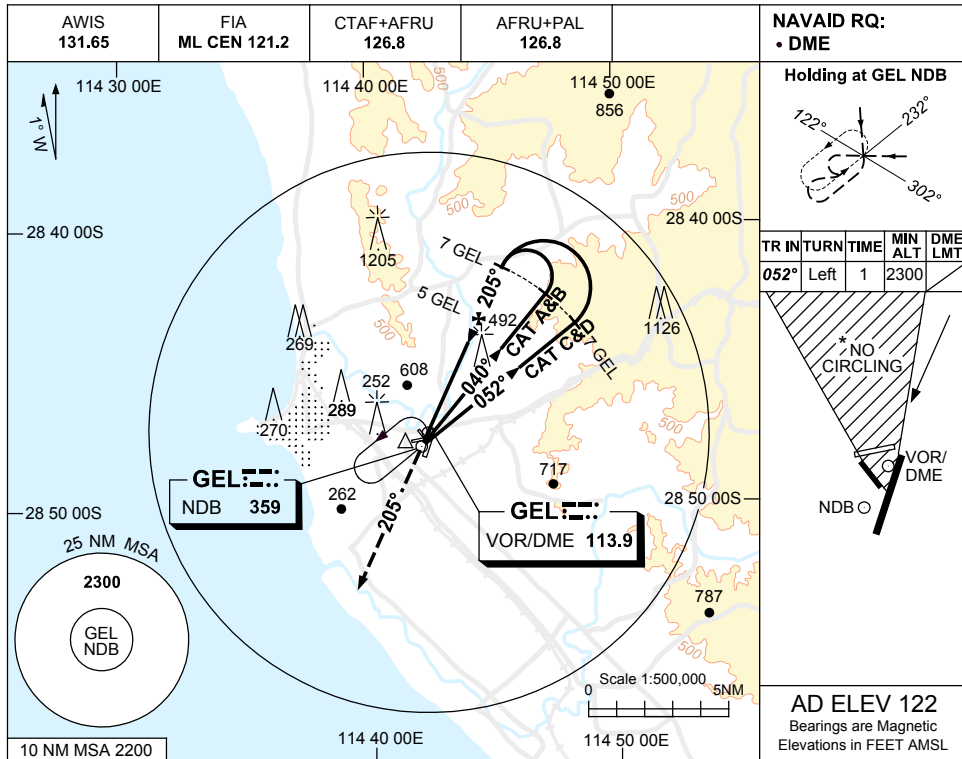 AWIS
131.65
FIA
ML CEN 121.2
CTAF+AFRU
126.8
AFRU+PAL
126.8
NAVAID RQ:
• DME
114 30 00E
114 40 00E
114 50 00E
1° W
28 40 00S
28 40 00S
856
500
500
500
500
1205
7 GEL
205°
5 GEL
492
CAT A&B
040°
CAT C&D
052°
7 GEL
1126
269
608
252
289
270
500
500
717
262
GEL
NDB 359
GEL
VOR/DME 113.9
205°
28 50 00S
28 50 00S
787
500
25 NM MSA
2300
GEL
NDB
10 NM MSA 2200
114 40 00E
114 50 00E
Scale 1:500,000
0
5NM
Holding at GEL NDB
122°
232°
302°
TR IN TURN TIME MIN ALT DME LMT
052° Left 1 2300
* NO
CIRCLING
VOR/
DME
NDB
AD ELEV 122
Bearings are Magnetic
Elevations in FEET AMSL